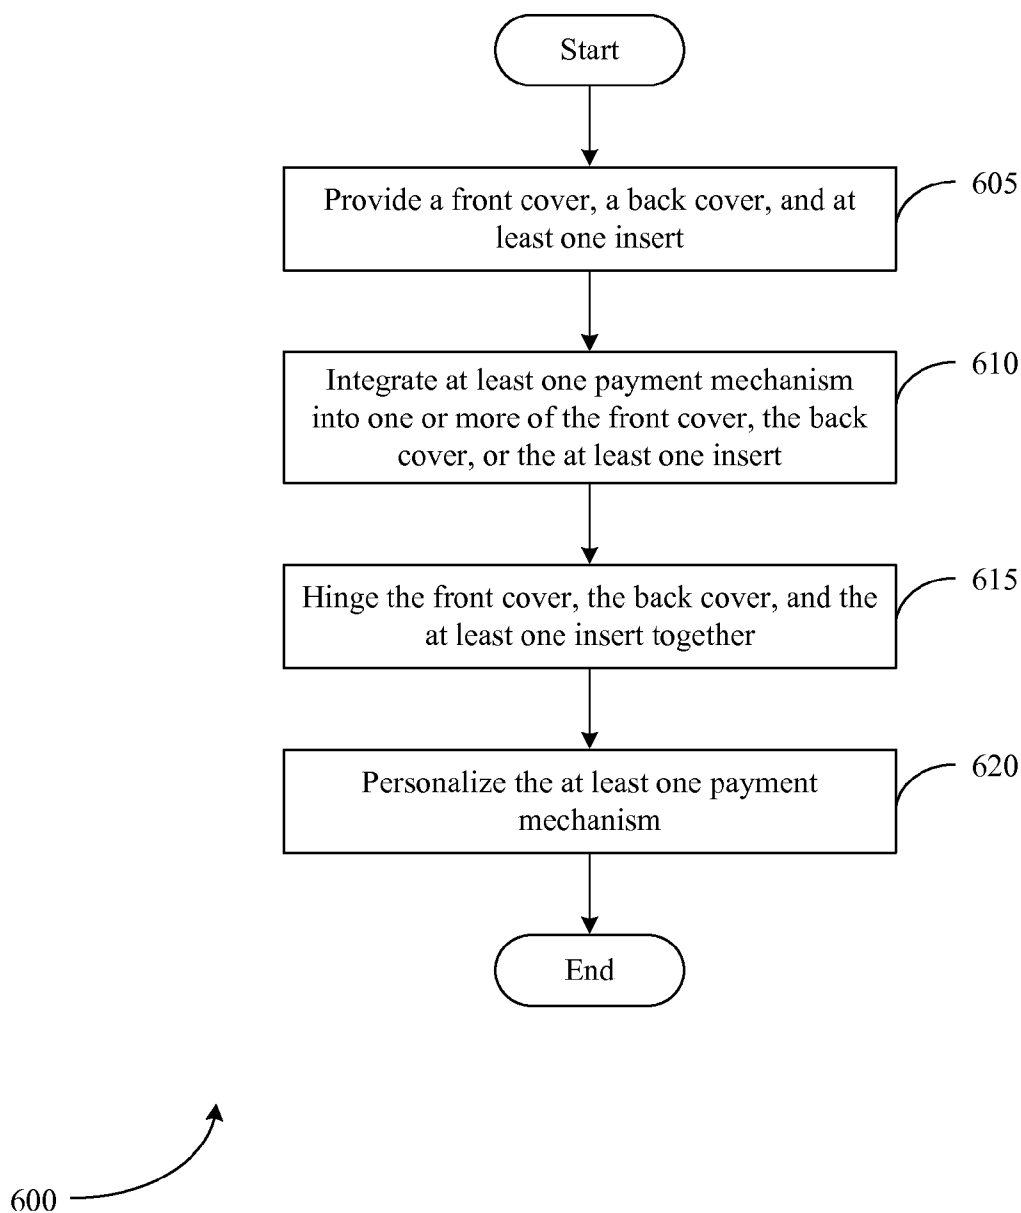 Start
Provide a front cover, a back cover, and at
least one insert
605
Integrate at least one payment mechanism
into one or more of the front cover, the back
cover, or the at least one insert
610
Hinge the front cover, the back cover, and the
at least one insert together
615
Personalize the at least one payment
mechanism
620
End
600